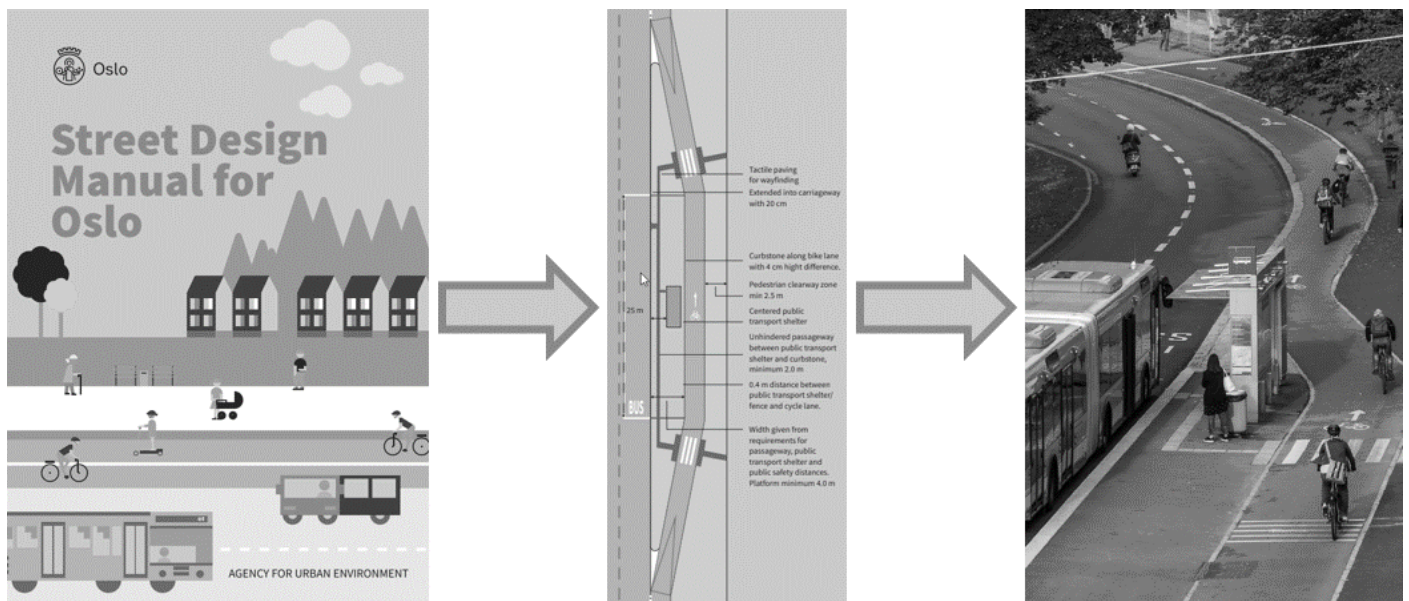 Oslo
Street Design
Manual for
Oslo
AGENCY FOR URBAN ENVIRONMENT
Tactile paving
for wayfinding
Extended into carriageway
with 20 cm
Curbstone along bike lane
with 4 cm hight difference.
Pedestrian clearway zone
min 2.5 m
25 m
Centered public
transport shelter
Unhindered passageway
between public transport
shelter and curbstone,
minimum 2.0 m
0.4 m distance between
public transport shelter/
fence and cycle lane.
BUS
Width given from
requirements for
passageway, public
transport shelter and
public safety distances.
Platform minimum 4.0 m